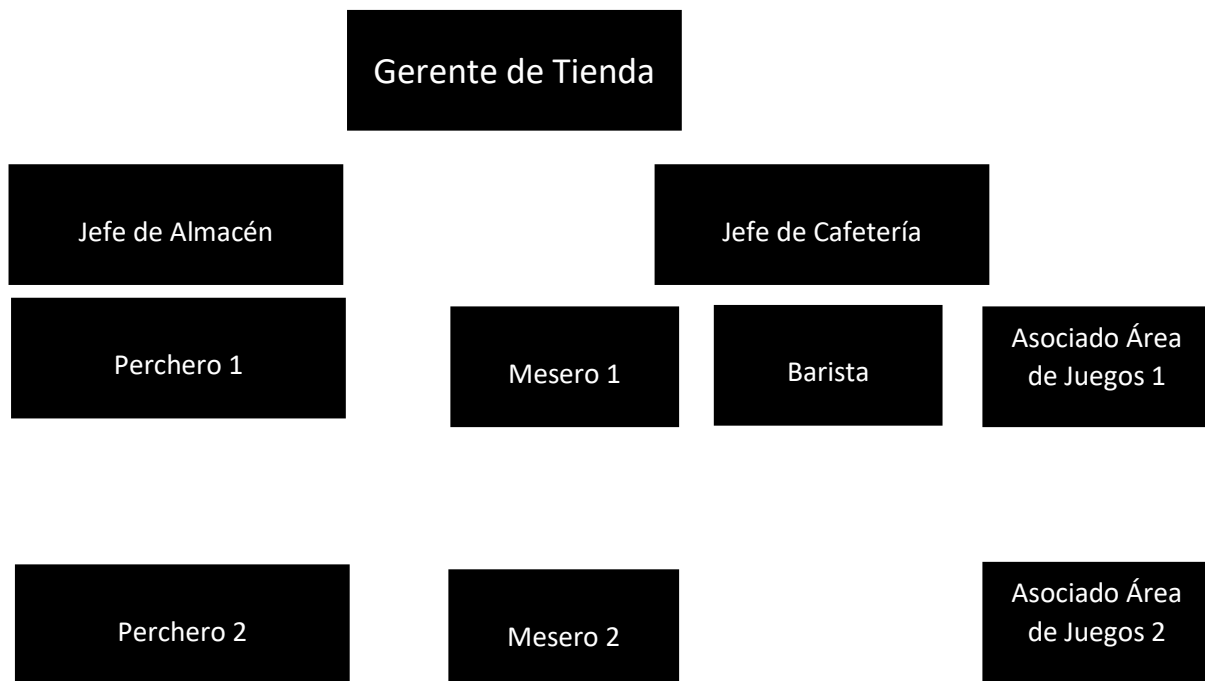 Gerente de Tienda
Jefe de Almacén
Jefe de Cafetería
Perchero 1
Mesero 1
Barista
Asociado Área
de Juegos 1
Perchero 2
Mesero 2
Asociado Área
de Juegos 2